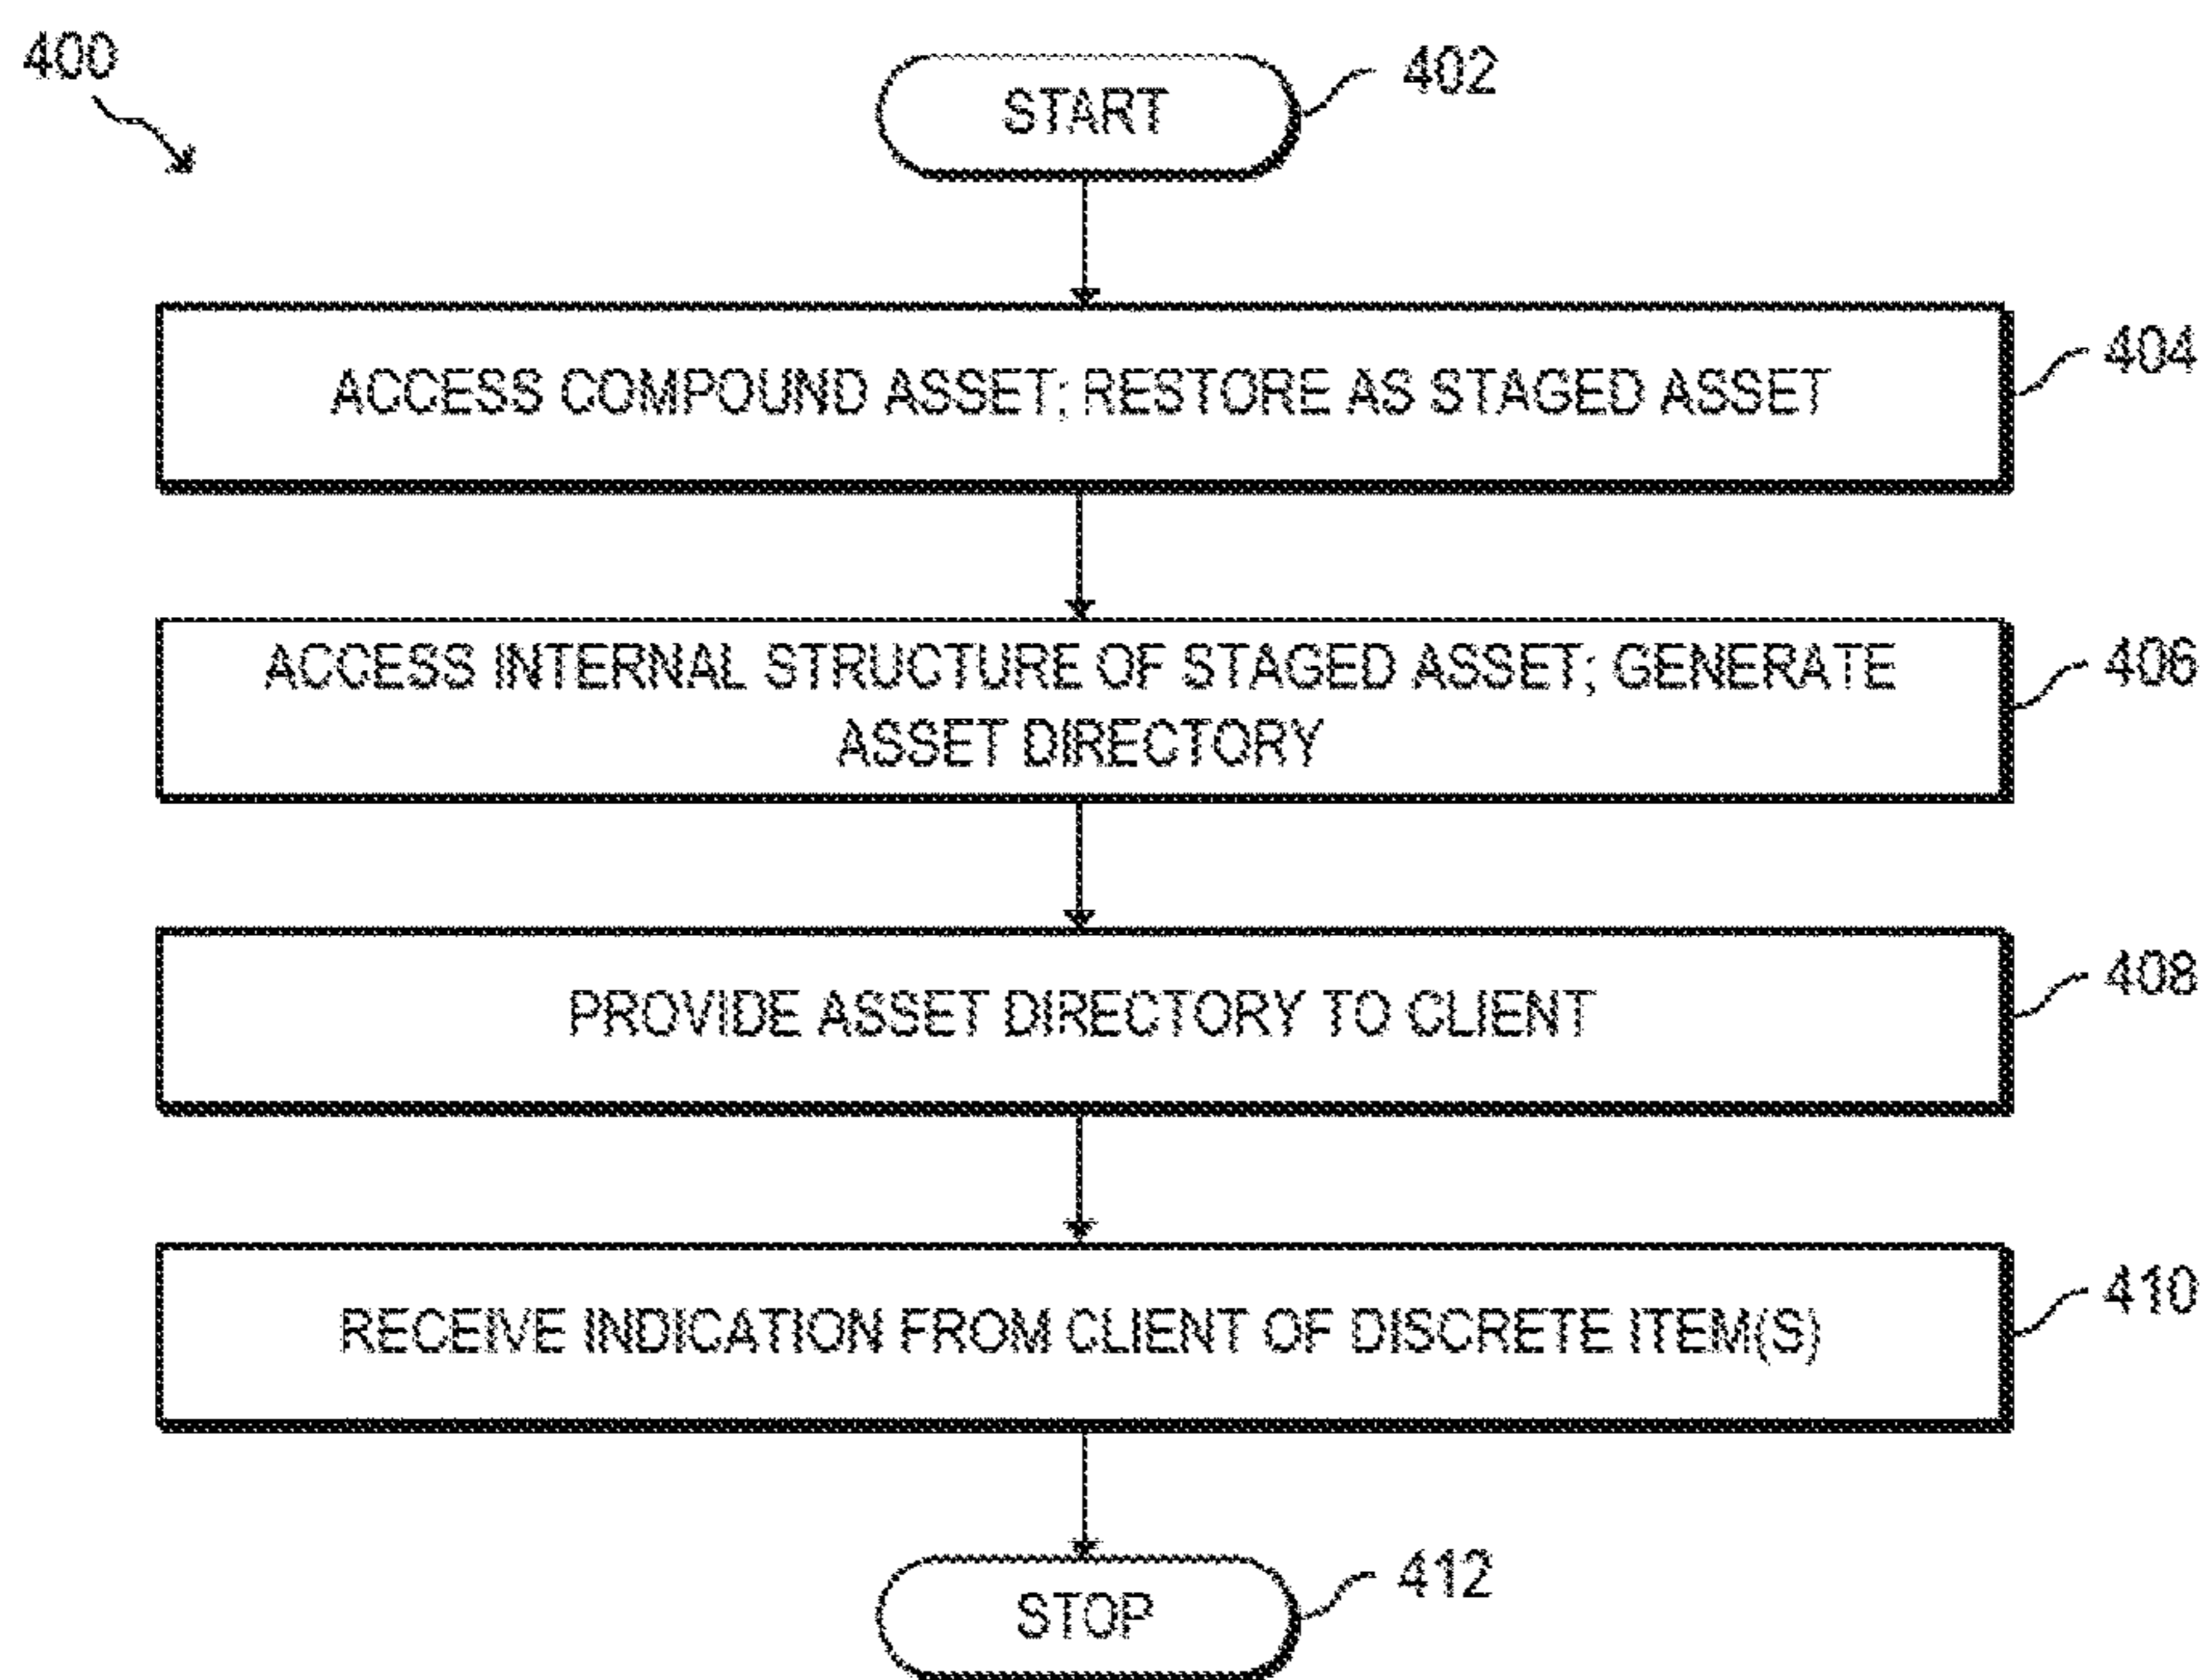 400
START
402
ACCESS COMPOUND ASSET; RESTORE AS STAGED ASSET
404
ACCESS INTERNAL STRUCTURE OF STAGED ASSET; GENERATE
ASSET DIRECTORY
406
PROVIDE ASSET DIRECTORY TO CLIENT
408
RECEIVE INDICATION FROM CLIENT OF DISCRETE ITEM(S)
410
STOP
412